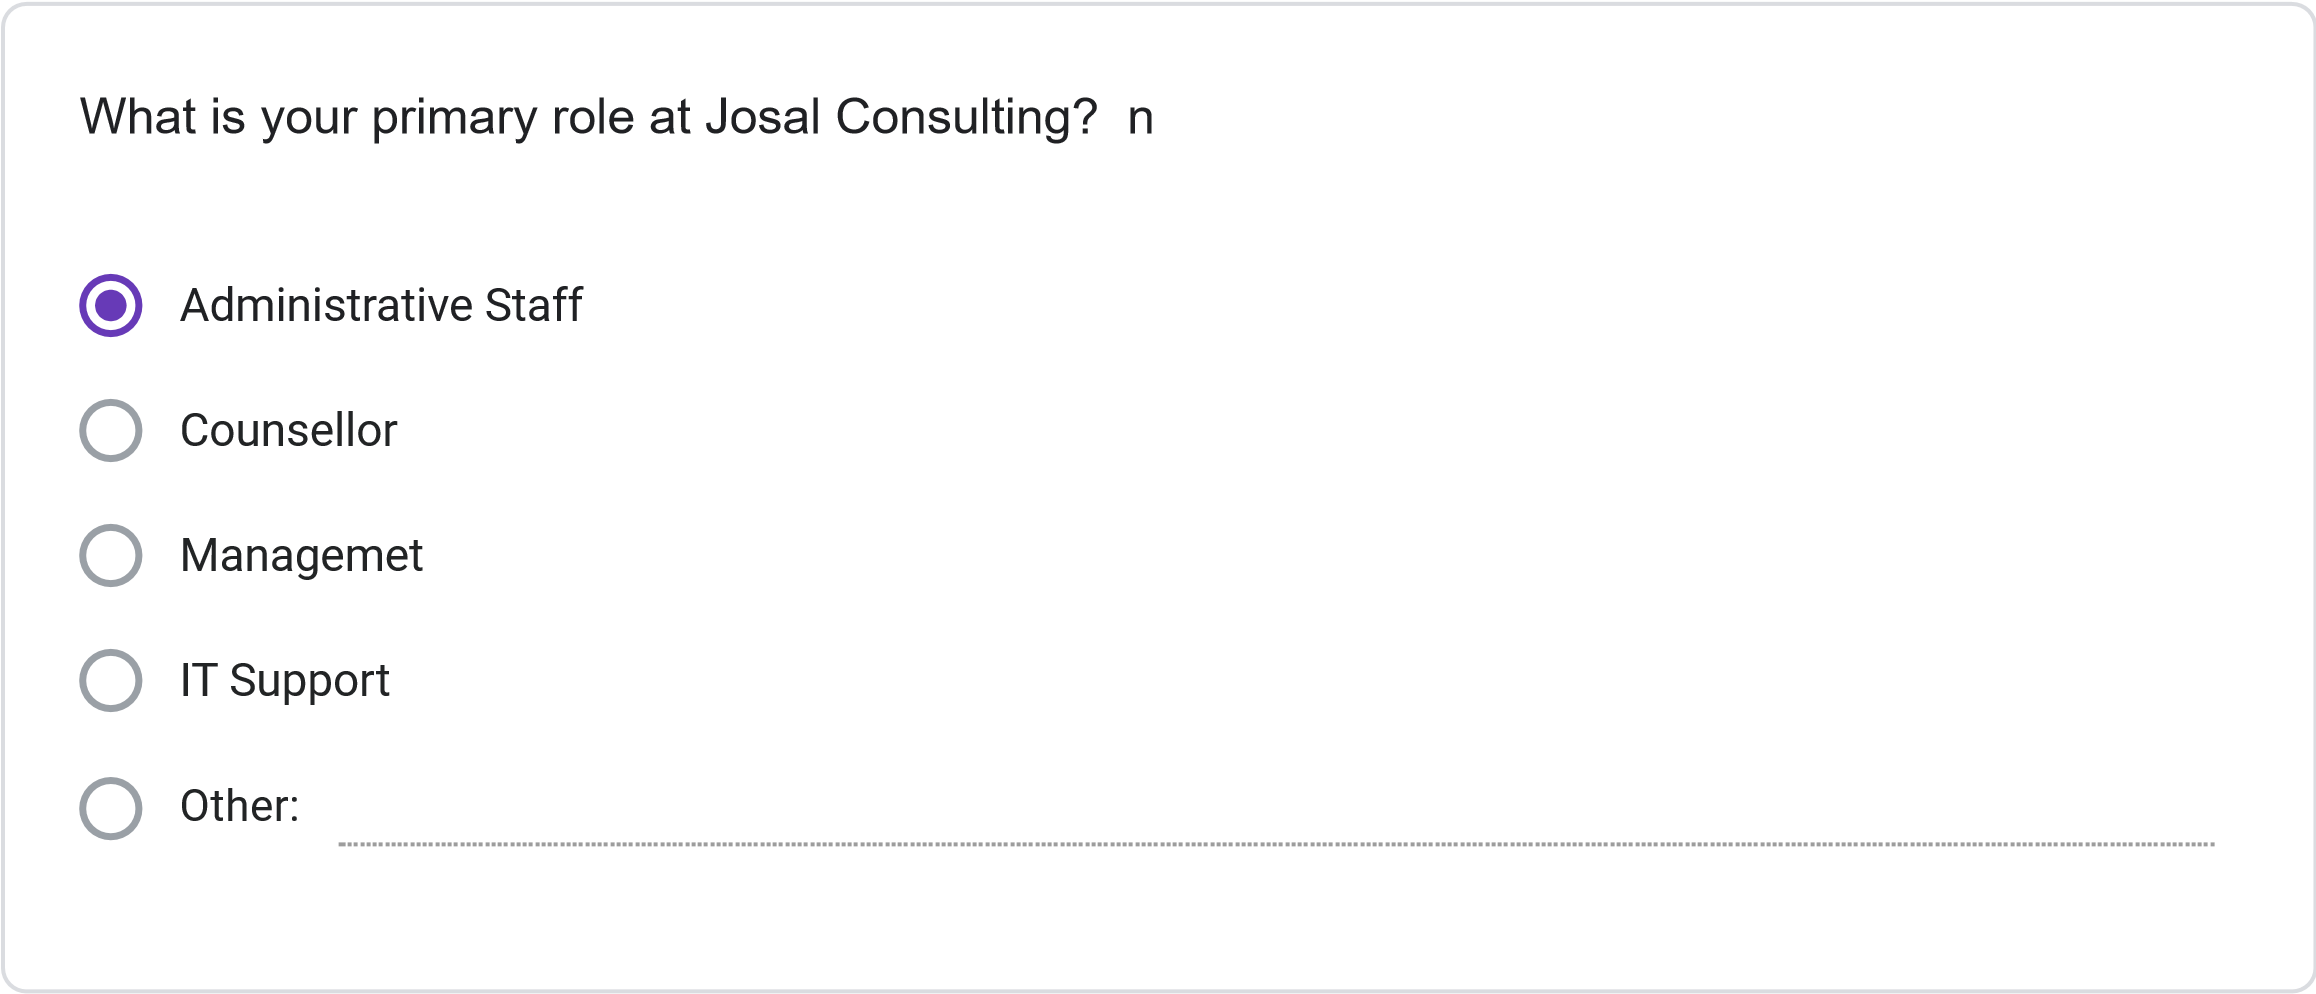 What is your primary role at Josal Consulting?  n
Administrative Staff
Counsellor
Managemet
IT Support
Other: